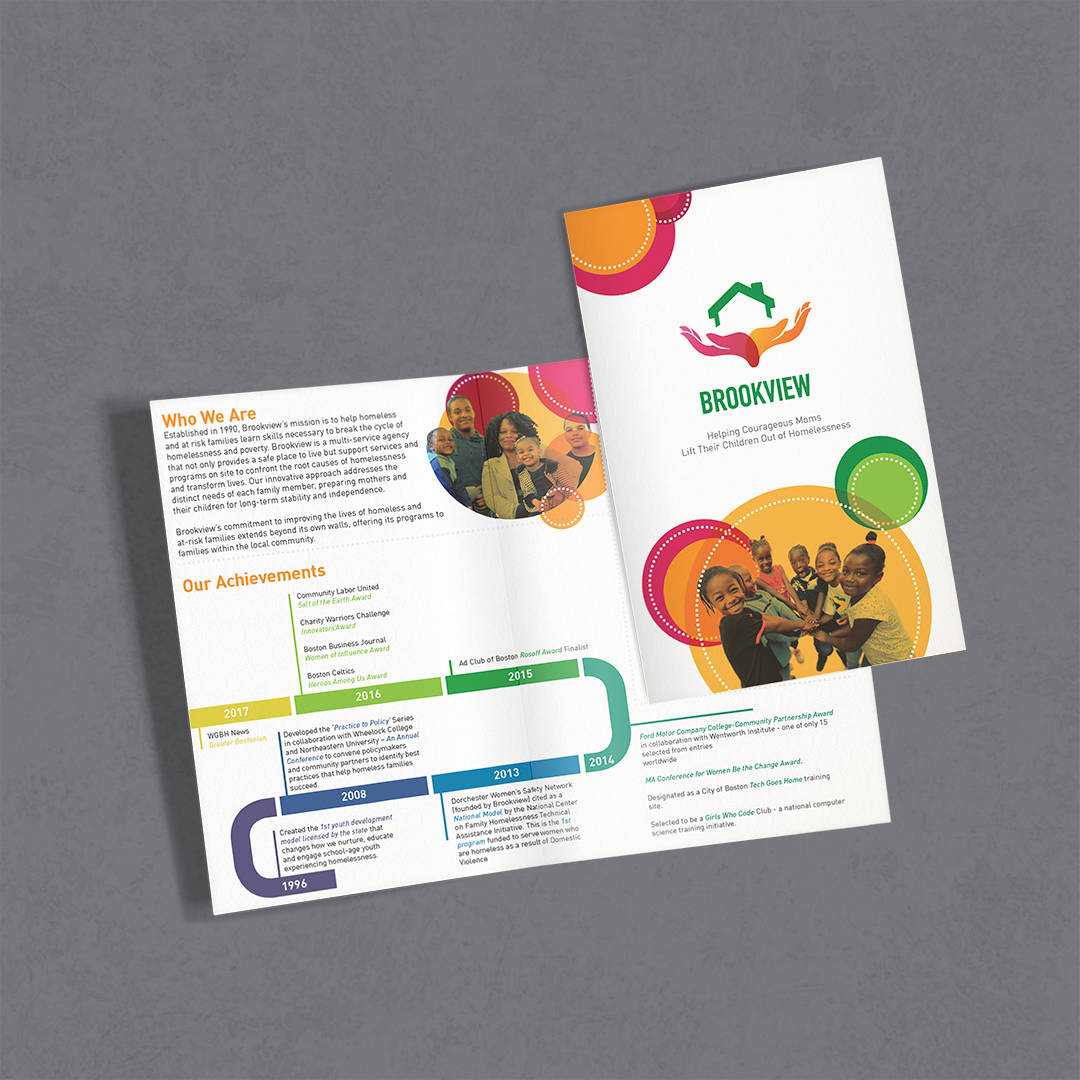 BROOKVIEW
Helping Courageous Moms
Lift Their Children Out of Homelessness
Who We Are
Established in 1990, Brookview's mission is to help homeless
and at risk families learn skills necessary to break the cycle of
homelessness and poverty. Brookview is a multi-service agency
that not only provides a safe place to live but support services and
programs on site to confront the root causes of homelessness
and transform lives. Our innovative approach addresses the
distinct needs of each family member, preparing mothers and
their children for long-term stability and independence.
Brookview's commitment to improving the lives of homeless and
at-risk families extends beyond its own walls, offering its programs to
families within the local community.
Our Achievements
Community Labor United
Salt of the Earth Award
Charity Warriors Challenge
Innovators'Award
Boston Business Journal
Women of Influence Award
Boston Celtics
Heroes Among Us Award
Ad Club of Boston Rosoff Award Finalist
2017
2016
2015
WGBH News
Greater Bostonian
Developed the "Practice to Policy' Series
in collaboration with Wheelock College
and Northeastern University – An Annual
Conference to convene policymakers
and community partners to identify best
practices that help homeless families
succeed.
2014
Ford Motor Company College-Community Partnership Award
in collaboration with Wentworth Institute - one of only 15
selected from entries
worldwide
MA Conference for Women Be the Change Award.
Designated as a City of Boston Tech Goes Home training
site.
Selected to be a Girls Who Code Club - a national computer
science training initiative.
2008
2013
Created the 1st youth development
model licensed by the state that
changes how we nurture, educate
and engage school-age youth
experiencing homelessness.
Dorchester Women's Safety Network
(founded by Brookview) cited as a
National Model by the National Center
on Family Homelessness Technical
Assistance Initiative. This is the 1st
program funded to serve women who
are homeless as a result of Domestic
Violence
1996